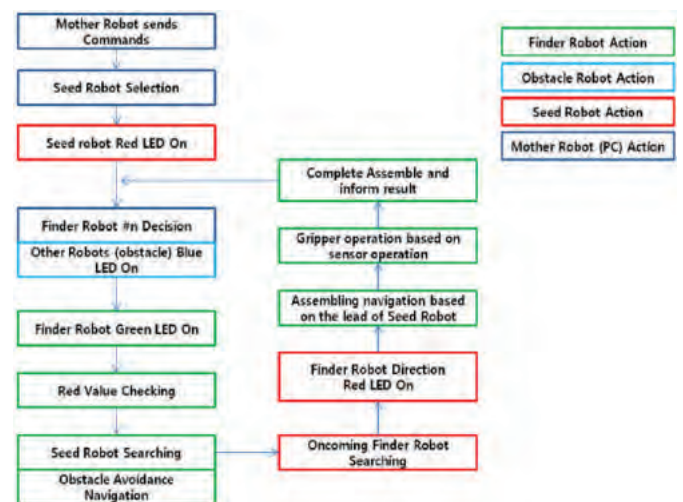 Mother Robot sends
Commands
Seed Robot Selection
Seed robot Red LED On
Finder Robot #n Decision
Other Robots (obstacle) Blue
LED On
Finder Robot Green LED On
Red Value Checking
Seed Robot Searching
Obstacle Avoidance
Navigation
Complete Assemble and
inform result
Gripper operation based on
sensor operation
Assembling navigation based
on the lead of Seed Robot
Finder Robot Direction
Red LED On
Oncoming Finder Robot
Searching
Finder Robot Action
Obstacle Robot Action
Seed Robot Action
Mother Robot (PC) Action